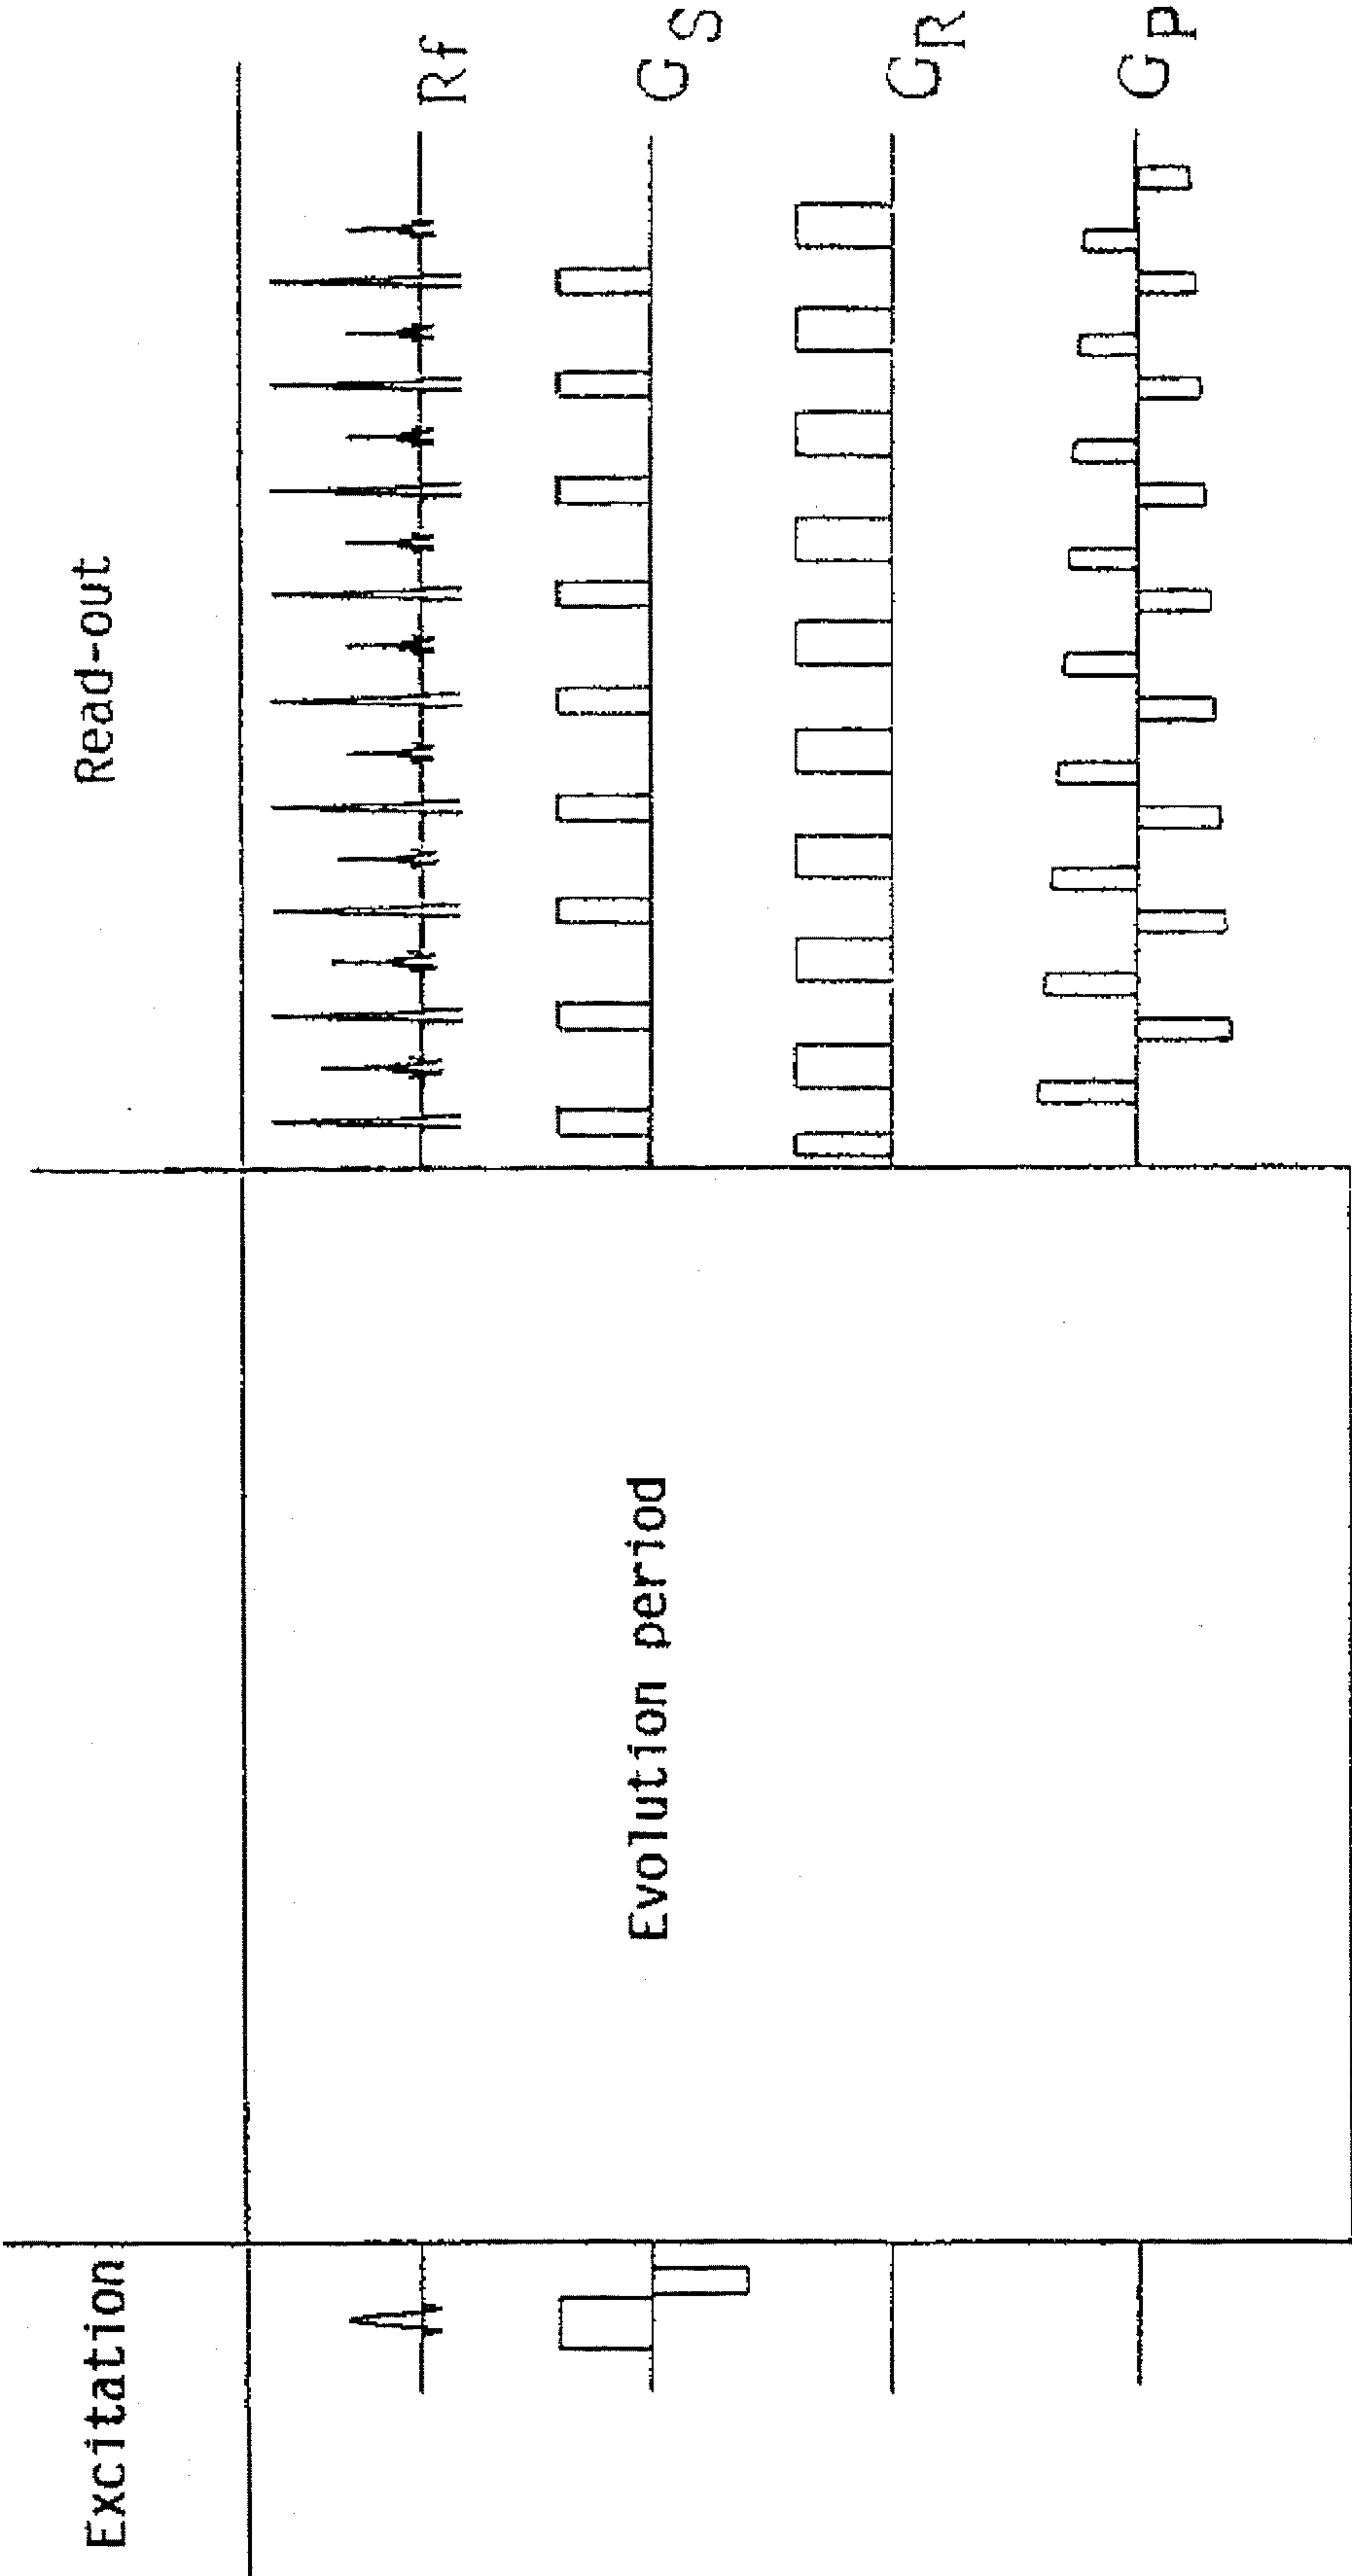 Excitation
Read-out
Evolution period
Rf
GS
GR
GP